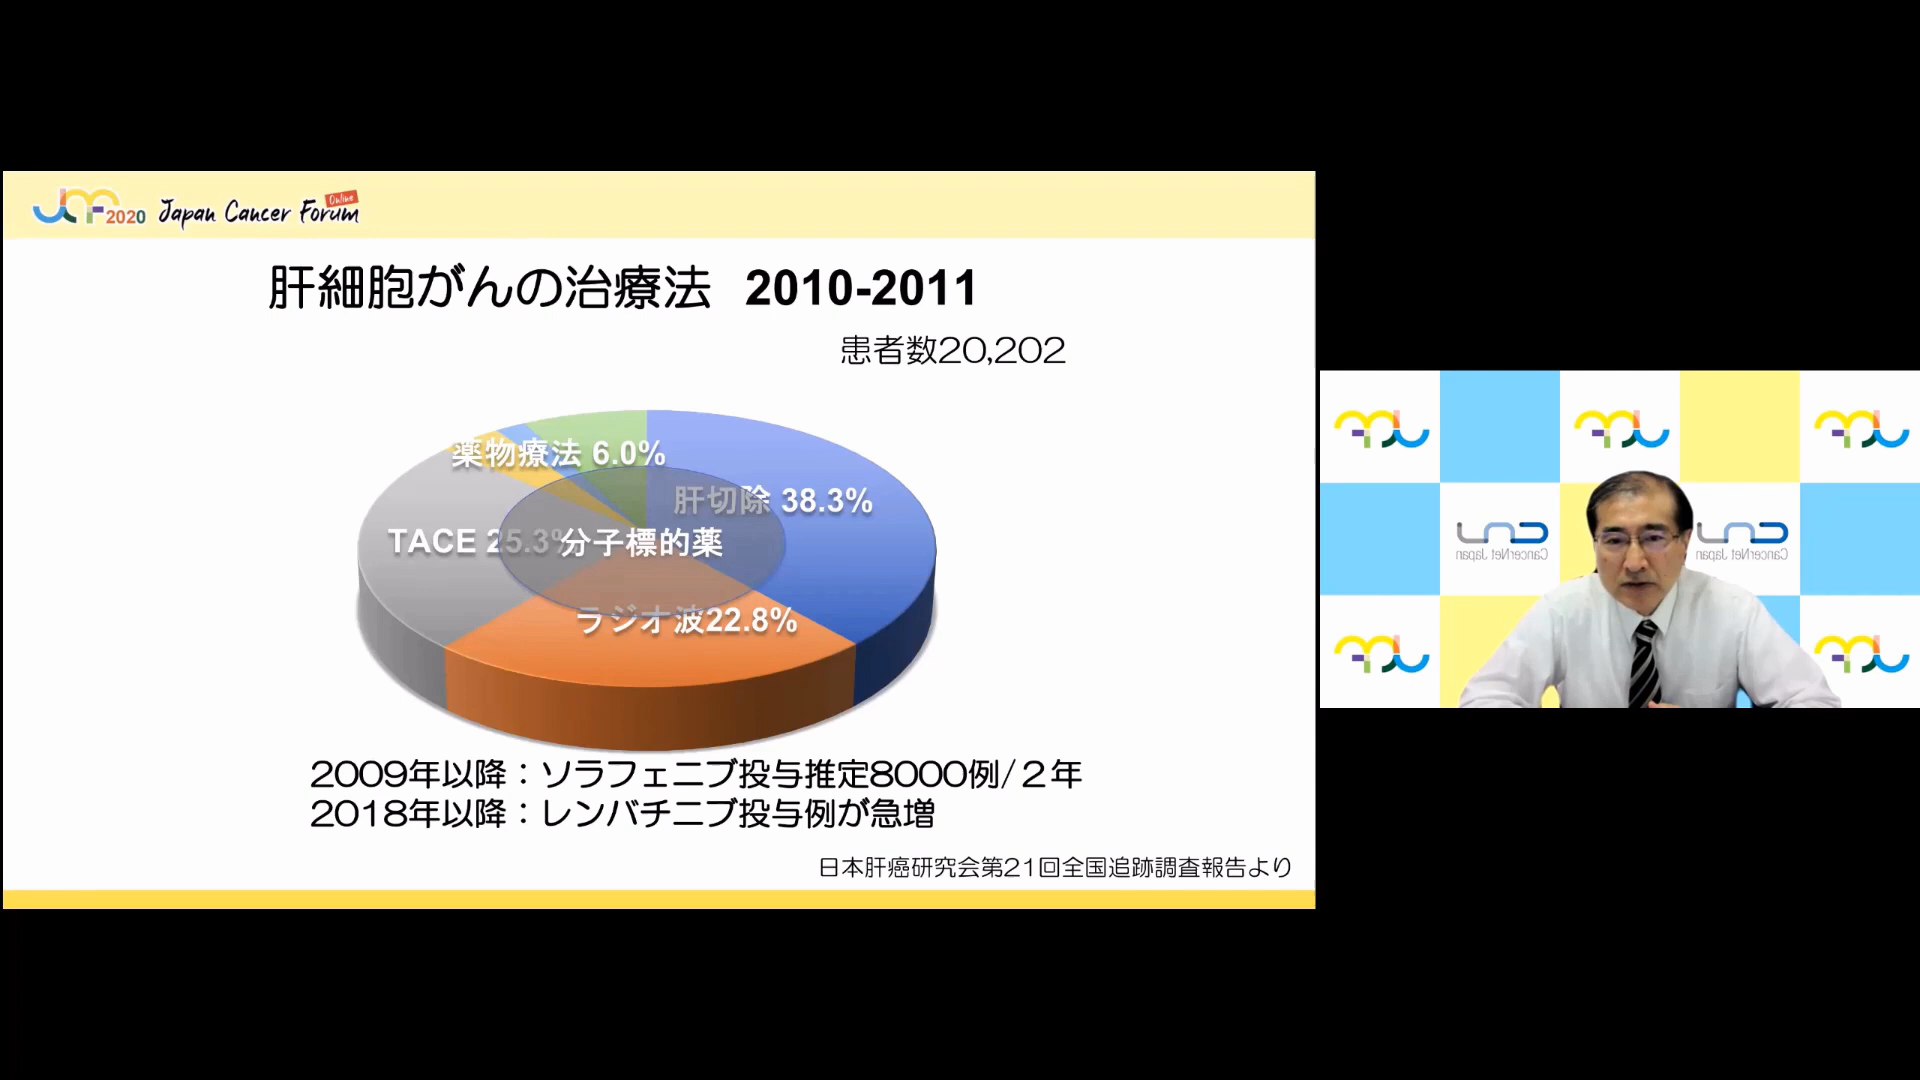 JCF2020 Japan Cancer Forum Online
肝細胞がんの治療法 2010-2011
患者数20,202
薬物療法 6.0%
肝切除 38.3%
TACE 25.3%
分子標的薬
ラジオ波22.8%
2009年以降：ソラフェニブ投与推定8000例/２年
2018年以降：レンバチニブ投与例が急増
日本肝癌研究会第21回全国追跡調査報告より
CancerNet Japan
CancerNet Japan